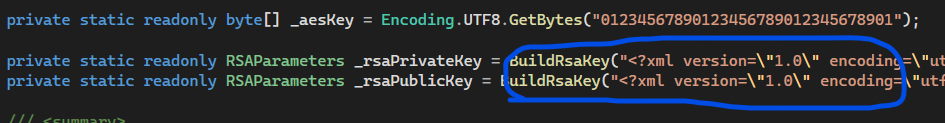 private static readonly byte[] _aesKey = Encoding.UTF8.GetBytes("01234567890123456789012345678901");
private static readonly RSAParameters _rsaPrivateKey = BuildRsaKey("<?xml version=\"1.0\" encoding=\"ut
private static readonly RSAParameters _rsaPublicKey = BuildRsaKey("<?xml version=\"1.0\" encoding=\"utf
/// <summary>